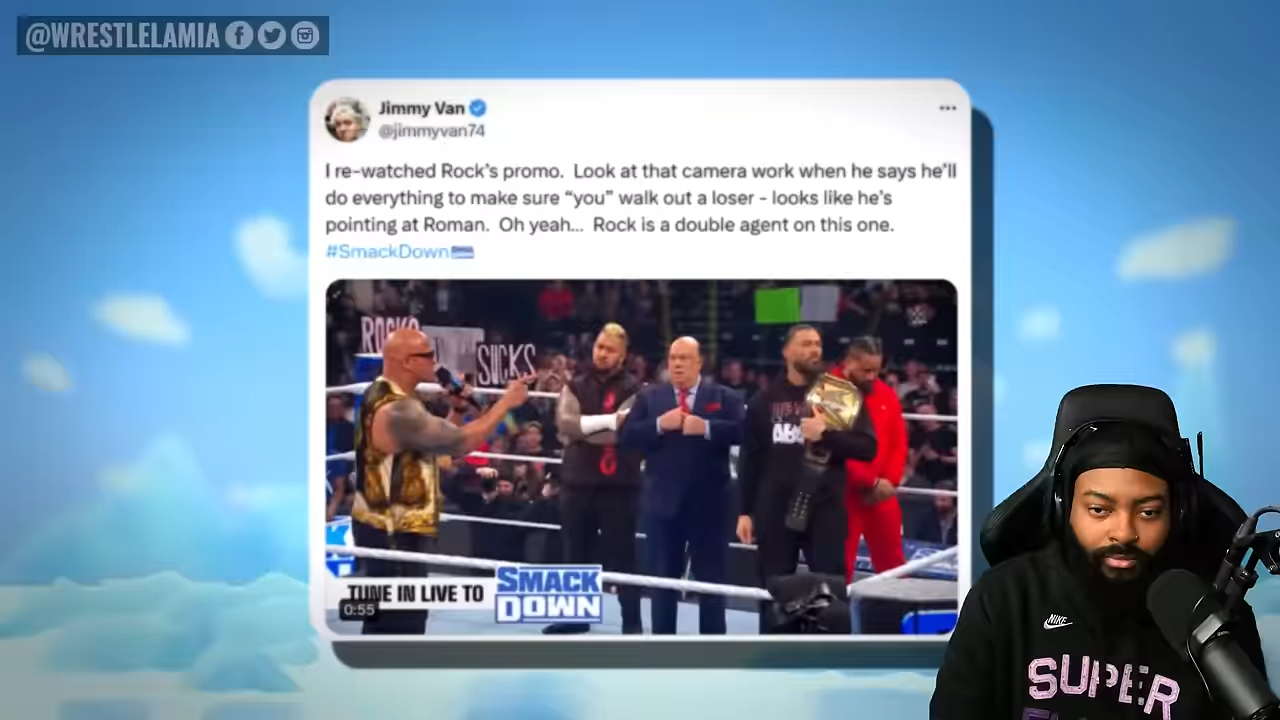 @WRESTLELAMIA
Jimmy Van
@jimmyvan74
I re-watched Rock's promo. Look at that camera work when he says he'll
do everything to make sure “you” walk out a loser - looks like he's
pointing at Roman. Oh yeah... Rock is a double agent on this one.
#SmackDown
ROCKY
SUCKS
TUNE IN LIVE TO
SMACK
DOWN
0:55
NIKE
SUPER